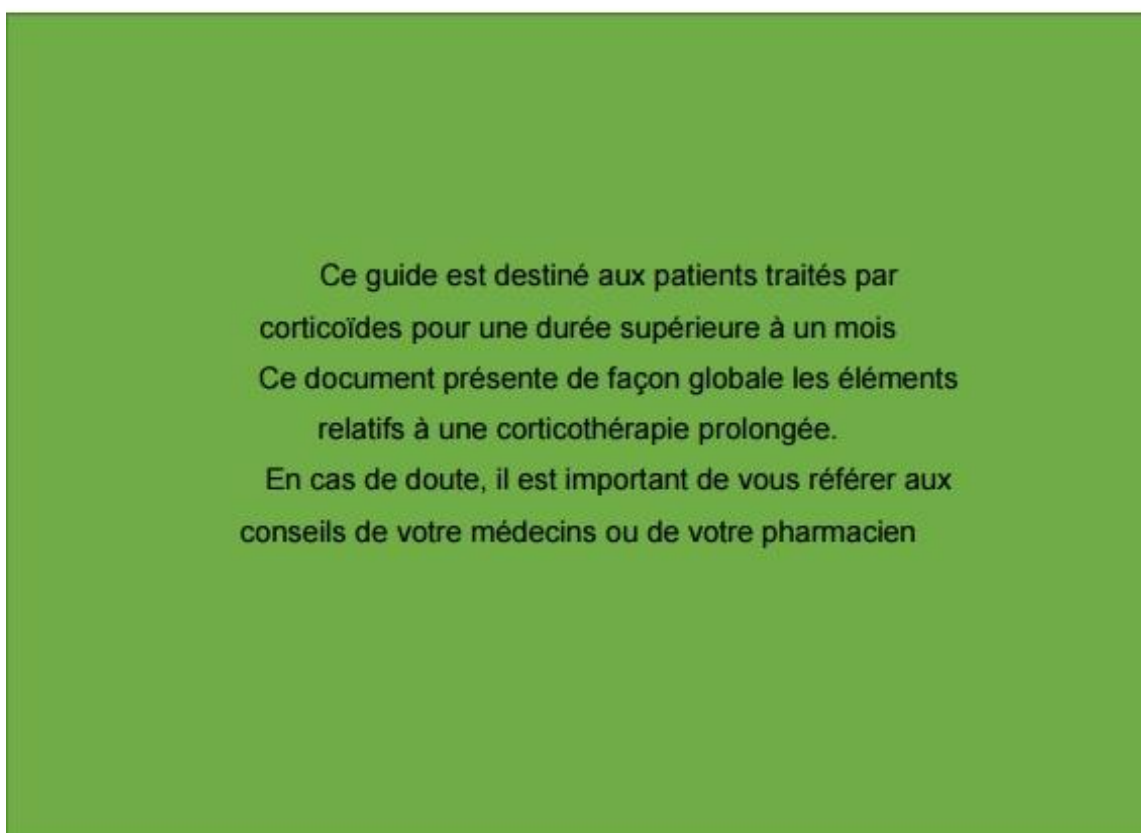 Ce guide est destiné aux patients traités par
corticoïdes pour une durée supérieure à un mois
Ce document présente de façon globale les éléments
relatifs à une corticothérapie prolongée.
En cas de doute, il est important de vous référer aux
conseils de votre médecins ou de votre pharmacien